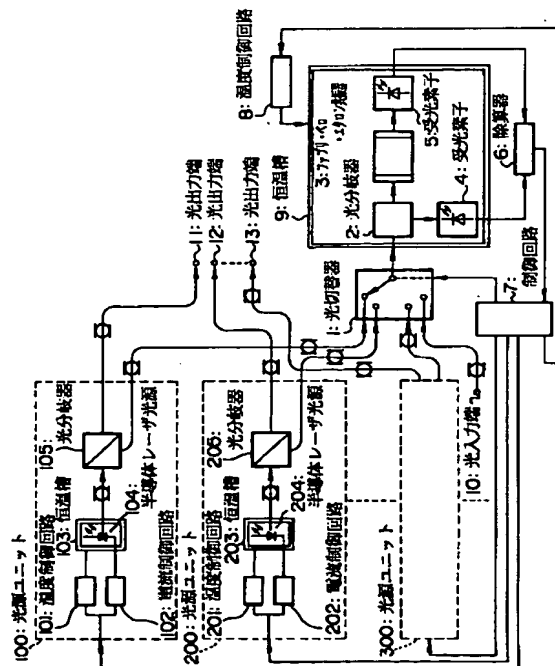 100: 光源ユニット
101: 温度制御回路
103: 恒温槽
104: 半導体レーザ光源
102: 電流制御回路
105: 光分岐器
200: 光源ユニット
201: 温度制御回路
203: 恒温槽
204: 半導体レーザ光源
202: 電流制御回路
205: 光分岐器
300: 光源ユニット
10: 光入力端
11: 光出力端
12: 光出力端
13: 光出力端
1: 光切替器
8: 温度制御回路
9: 恒温槽
3: ファブリ・ペロ
・エタロン共振器
2: 光分岐器
5: 受光素子
4: 受光素子
6: 除算器
7: 制御回路